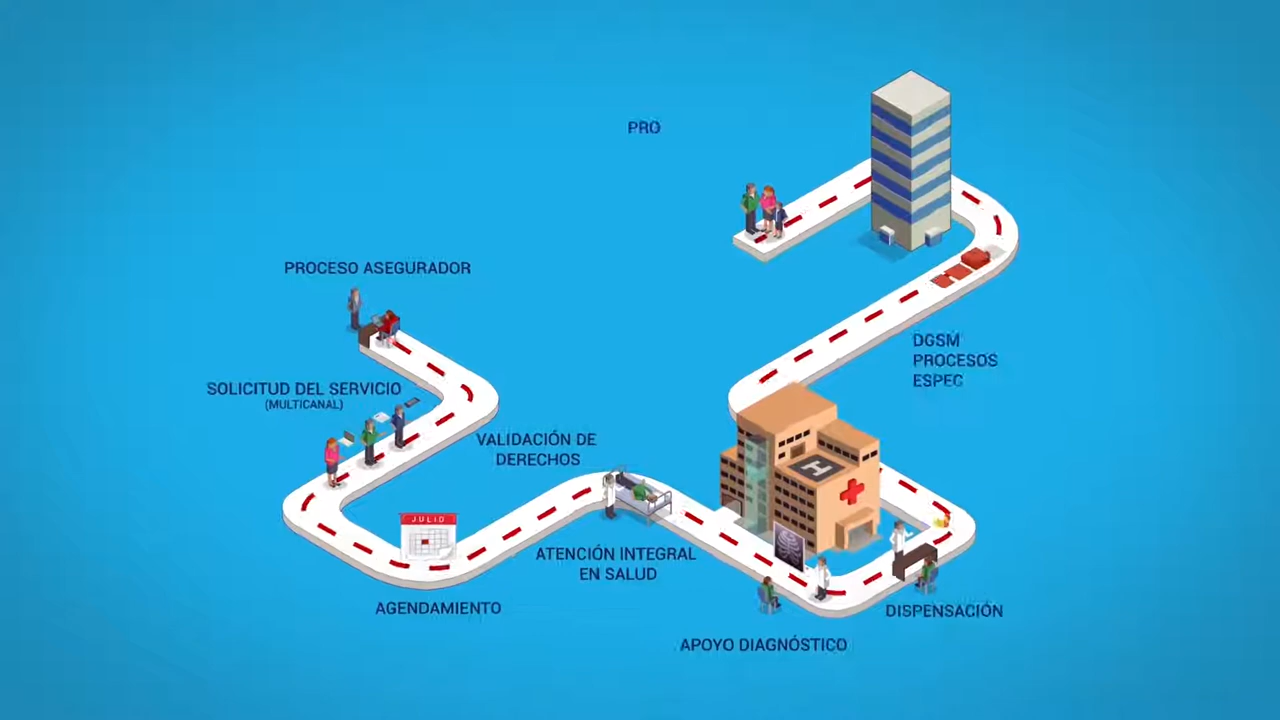 PRO
PROCESO ASEGURADOR
DGSM
PROCESOS
ESPEC
SOLICITUD DEL SERVICIO
(MULTICANAL)
VALIDACIÓN DE
DERECHOS
JULIO
ATENCIÓN INTEGRAL
EN SALUD
AGENDAMIENTO
DISPENSACIÓN
APOYO DIAGNÓSTICO
H